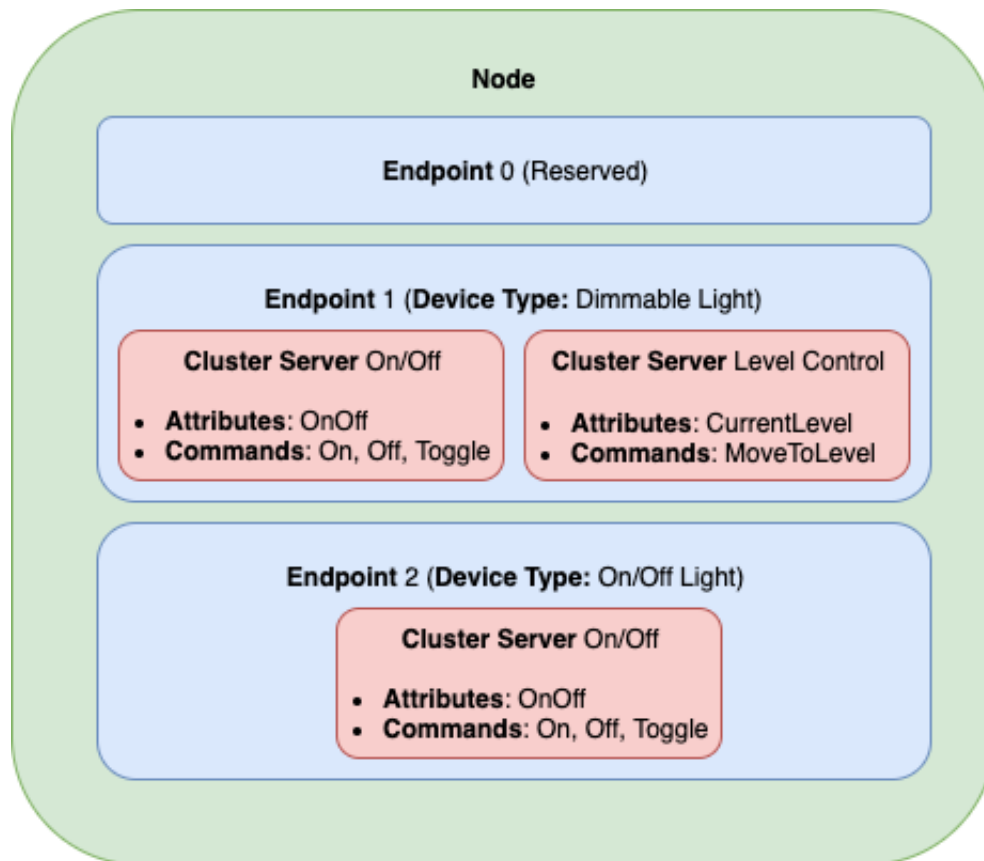 Node
Endpoint 0 (Reserved)
Endpoint 1 (Device Type: Dimmable Light)
Cluster Server On/Off
• Attributes: OnOff
• Commands: On, Off, Toggle
Cluster Server Level Control
• Attributes: CurrentLevel
• Commands: MoveToLevel
Endpoint 2 (Device Type: On/Off Light)
Cluster Server On/Off
• Attributes: OnOff
• Commands: On, Off, Toggle